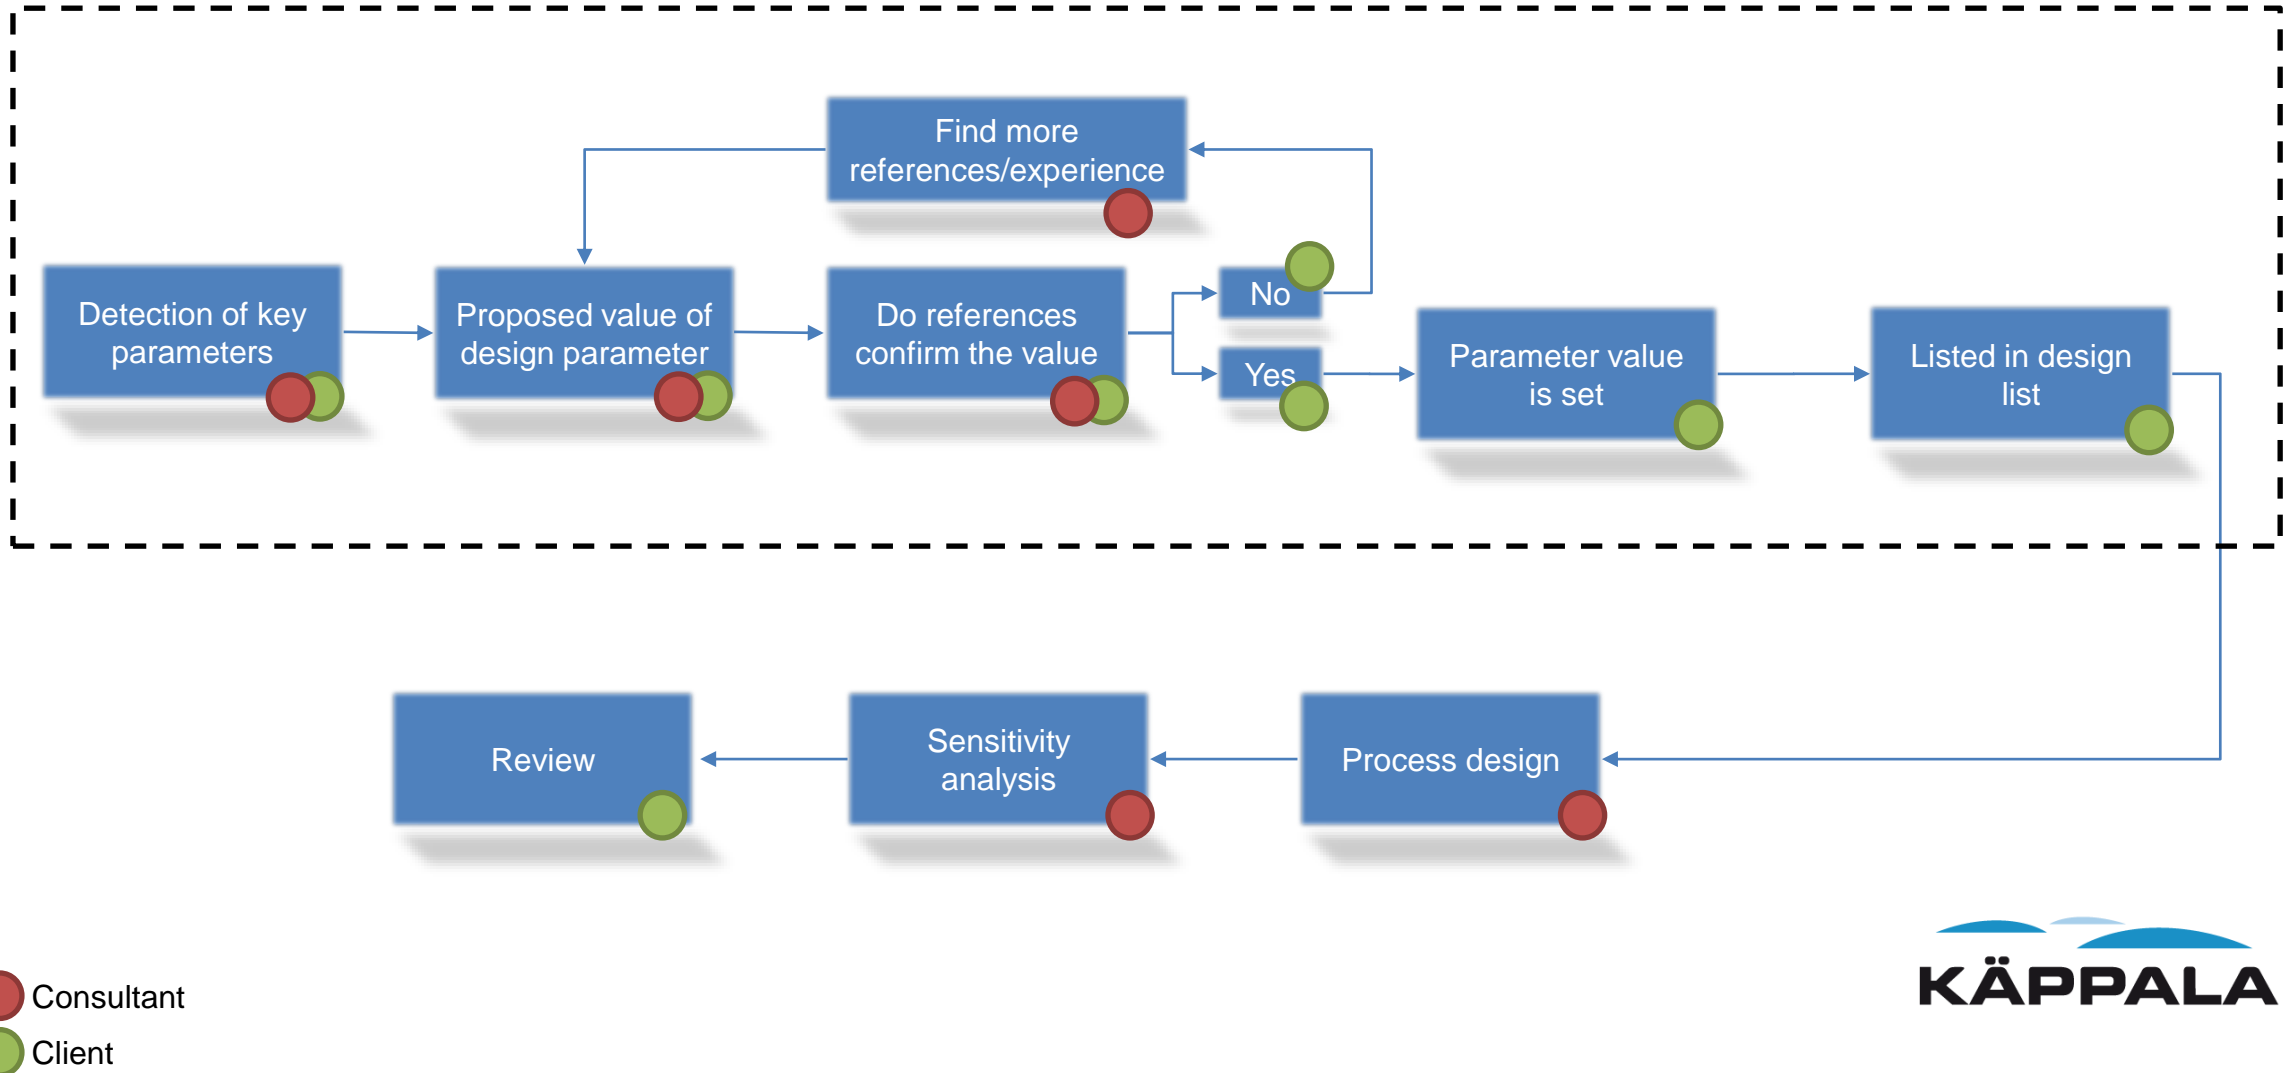 Find more
references/experience
Detection of key
parameters
Proposed value of
design parameter
Do references
confirm the value
No
Yes
Parameter value
is set
Listed in design
list
Review
Sensitivity
analysis
Process design
KÄPPALA
Consultant
Client